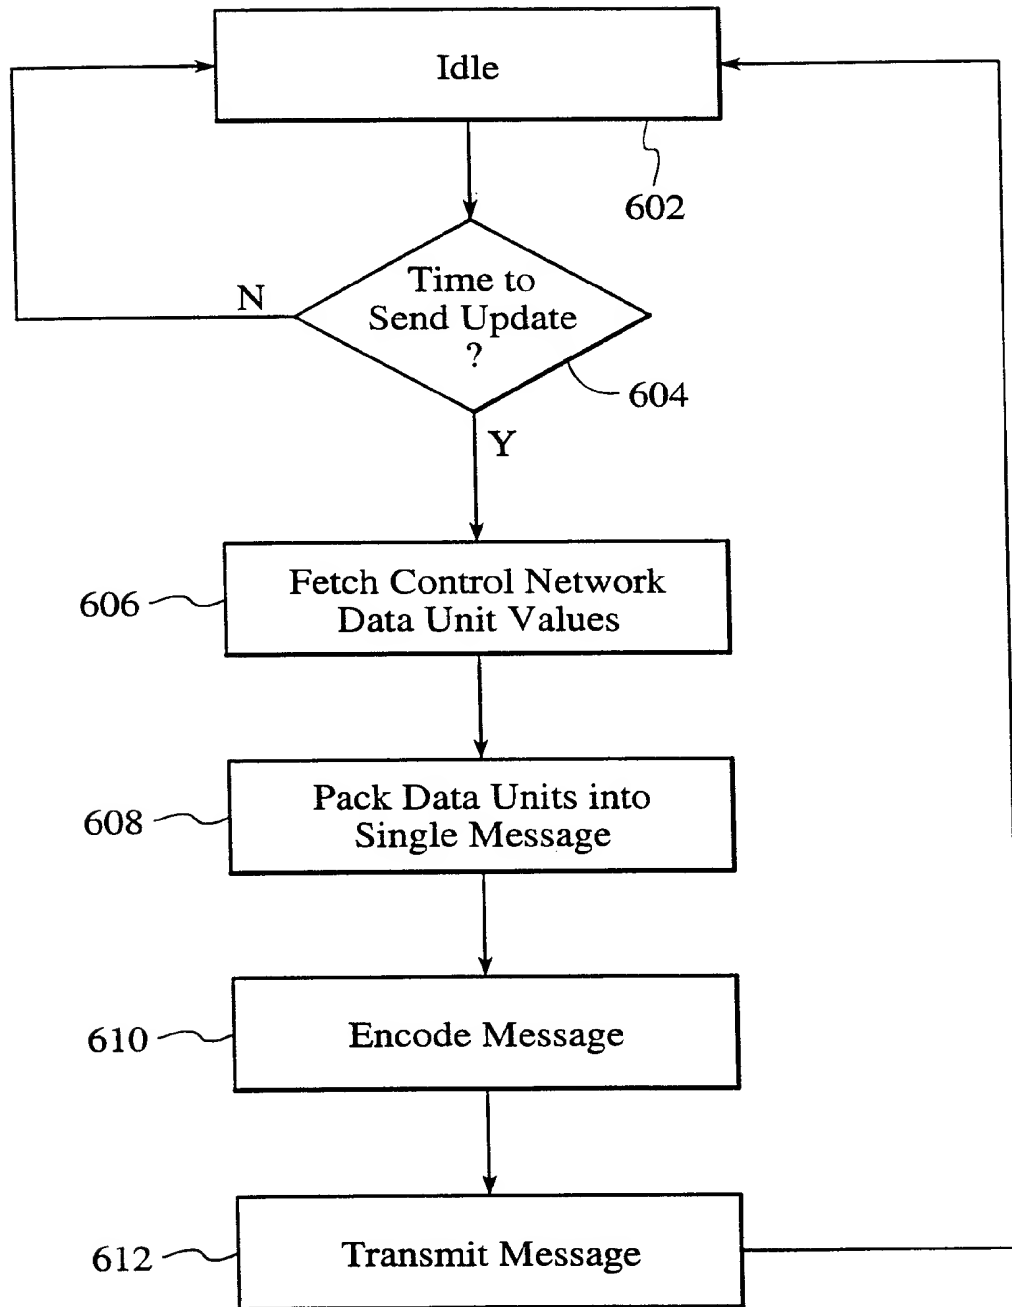 Idle
602
Time to
Send Update
?
N
604
Y
Fetch Control Network
Data Unit Values
606
Pack Data Units into
Single Message
608
Encode Message
610
Transmit Message
612